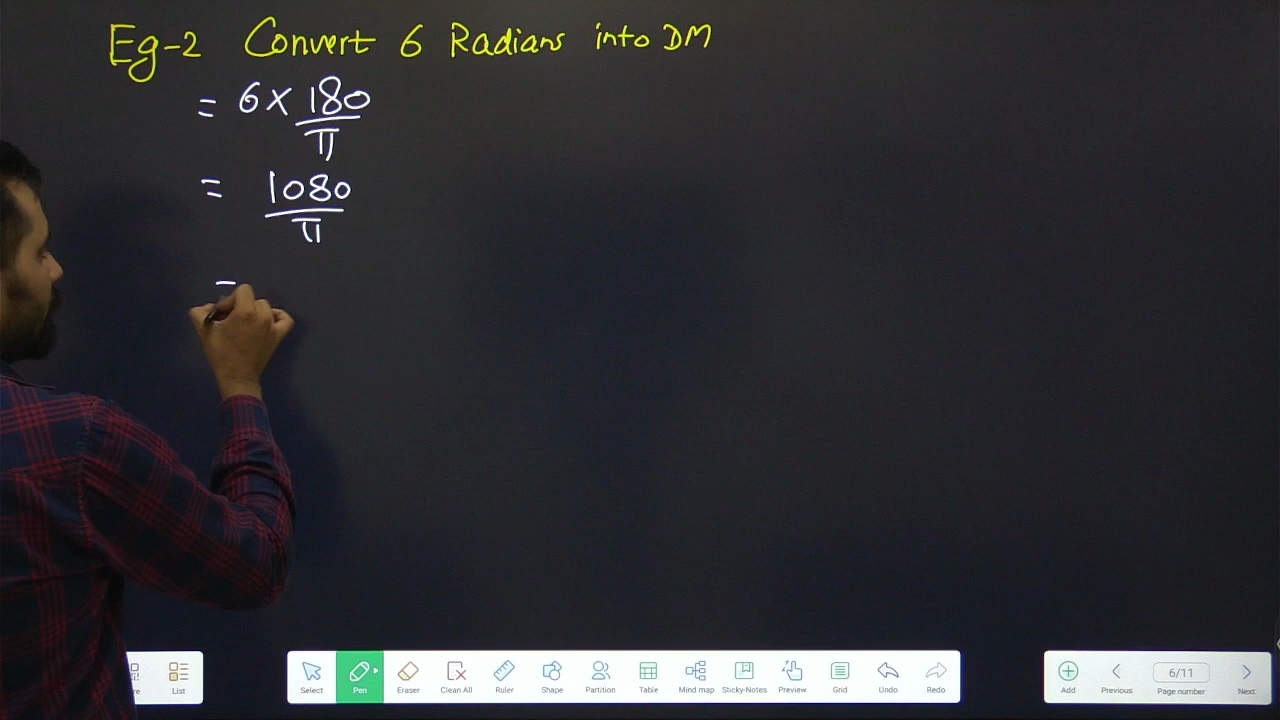 Eg-2 Convert 6 Radians into DM
= 6 × 180/π
= 1080/π
=
List
Select
Pen
Eraser
Clean All
Ruler
Shape
Partition
Table
Mind map
Sticky-Notes
Preview
Grid
Undo
Redo
Add
Previous
6/11
Page number
Next